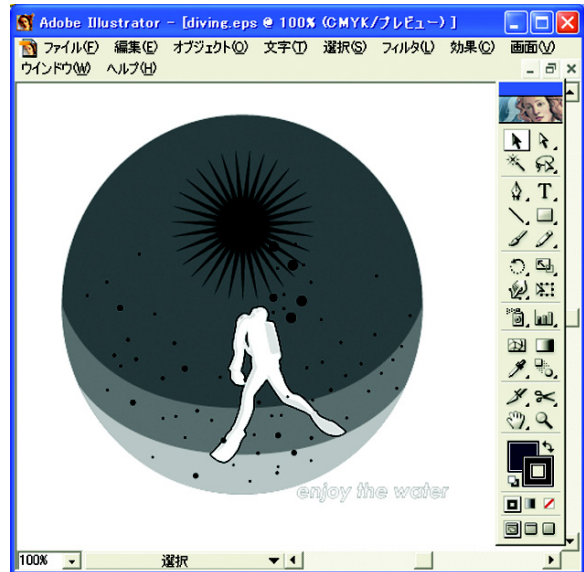 Adobe Illustrator - [diving.eps @ 100% (CMYK/プレビュー) ]
ファイル(F) 編集(E) オブジェクト(O) 文字(T) 選択(S) フィルタ(L) 効果(C) 画面(V)
ウインドウ(W) ヘルプ(H)
T
enjoy the water
100% 選択